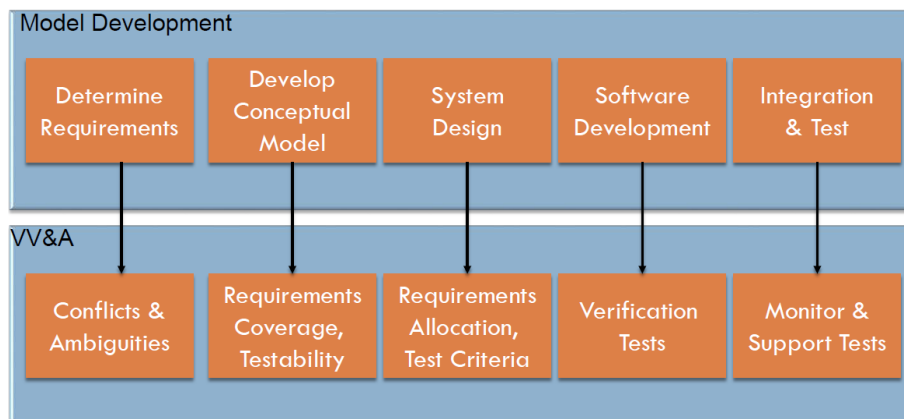 Model Development
Determine
Requirements
Develop
Conceptual
Model
System
Design
Software
Development
Integration
& Test
VV&A
Conflicts &
Ambiguities
Requirements
Coverage,
Testability
Requirements
Allocation,
Test Criteria
Verification
Tests
Monitor &
Support Tests